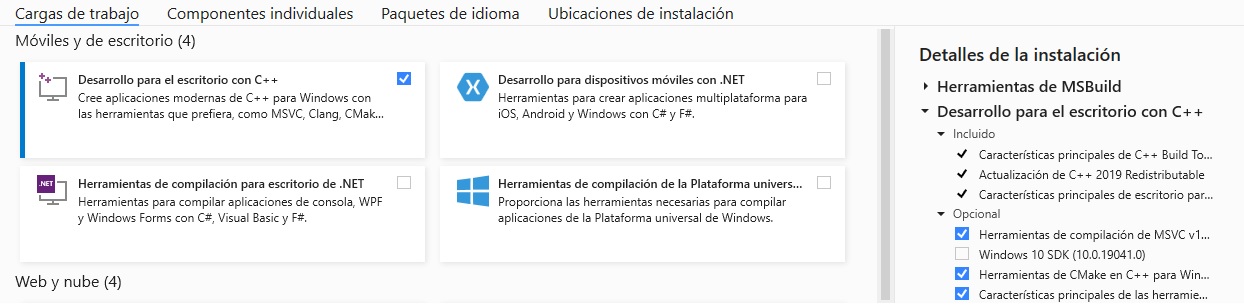 Cargas de trabajo Componentes individuales Paquetes de idioma Ubicaciones de instalación
Móviles y de escritorio (4)
Desarrollo para el escritorio con C++
Cree aplicaciones modernas de C++ para Windows con
las herramientas que prefiera, como MSVC, Clang, CMak...
Desarrollo para dispositivos móviles con .NET
Herramientas para crear aplicaciones multiplataforma para
iOS, Android y Windows con C# y F#.
.NET
Herramientas de compilación para escritorio de .NET
Herramientas para compilar aplicaciones de consola, WPF
y Windows Forms con C#, Visual Basic y F#.
Herramientas de compilación de la Plataforma univers...
Proporciona las herramientas necesarias para compilar
aplicaciones de la Plataforma universal de Windows.
Web y nube (4)
Detalles de la instalación
Herramientas de MSBuild
Desarrollo para el escritorio con C++
Incluido
Características principales de C++ Build To...
Actualización de C++ 2019 Redistributable
Características principales de escritorio par...
Opcional
Herramientas de compilación de MSVC v1...
Windows 10 SDK (10.0.19041.0)
Herramientas de CMake en C++ para Win...
Características principales de las herramie...